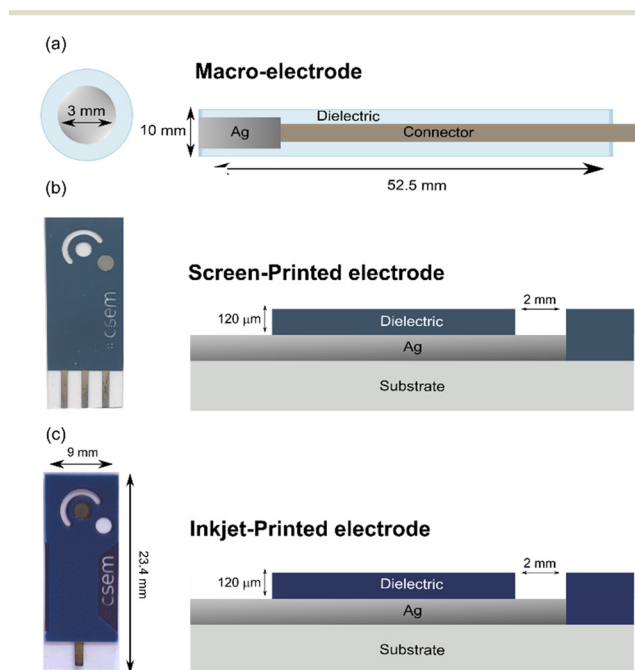 (a)
Macro-electrode
3 mm
10 mm
Dielectric
Ag
Connector
52.5 mm
(b)
csem
Screen-Printed electrode
2 mm
120 µm
Dielectric
Ag
Substrate
(c)
9 mm
csem
23.4 mm
Inkjet-Printed electrode
2 mm
120 µm
Dielectric
Ag
Substrate